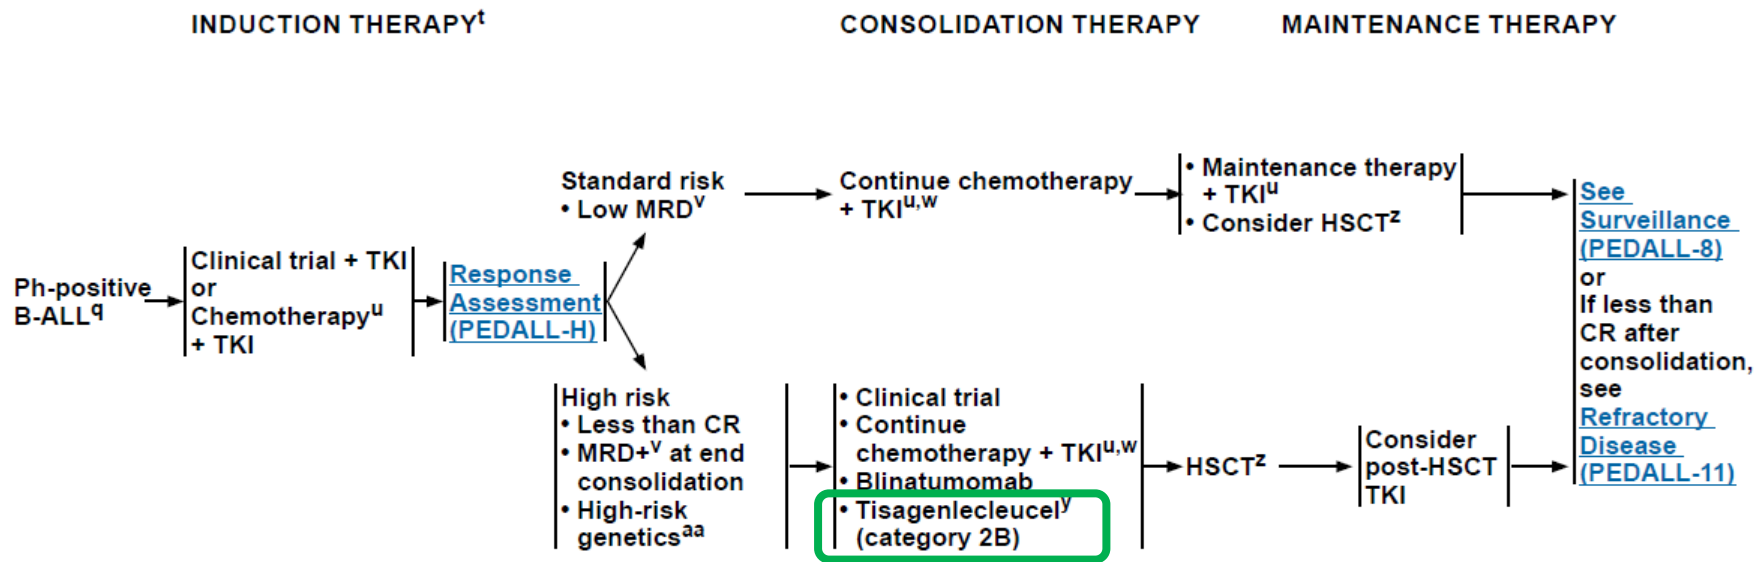 INDUCTION THERAPYᵗ
CONSOLIDATION THERAPY
MAINTENANCE THERAPY
Ph-positive
B-ALL^q
Clinical trial + TKI
or
Chemotherapyᵘ
+ TKI
Response
Assessment
(PEDALL-H)
Standard risk
• Low MRDᵛ
Continue chemotherapy
+ TKIᵘ,ʷ
• Maintenance therapy
+ TKIᵘ
• Consider HSCTᶻ
High risk
• Less than CR
• MRD+ᵛ at end
consolidation
• High-risk
geneticsᵃᵃ
• Clinical trial
• Continue
chemotherapy + TKIᵘ,ʷ
• Blinatumomab
• Tisagenlecleucelʸ
(category 2B)
HSCTᶻ
Consider
post-HSCT
TKI
See
Surveillance
(PEDALL-8)
or
If less than
CR after
consolidation,
see
Refractory
Disease
(PEDALL-11)